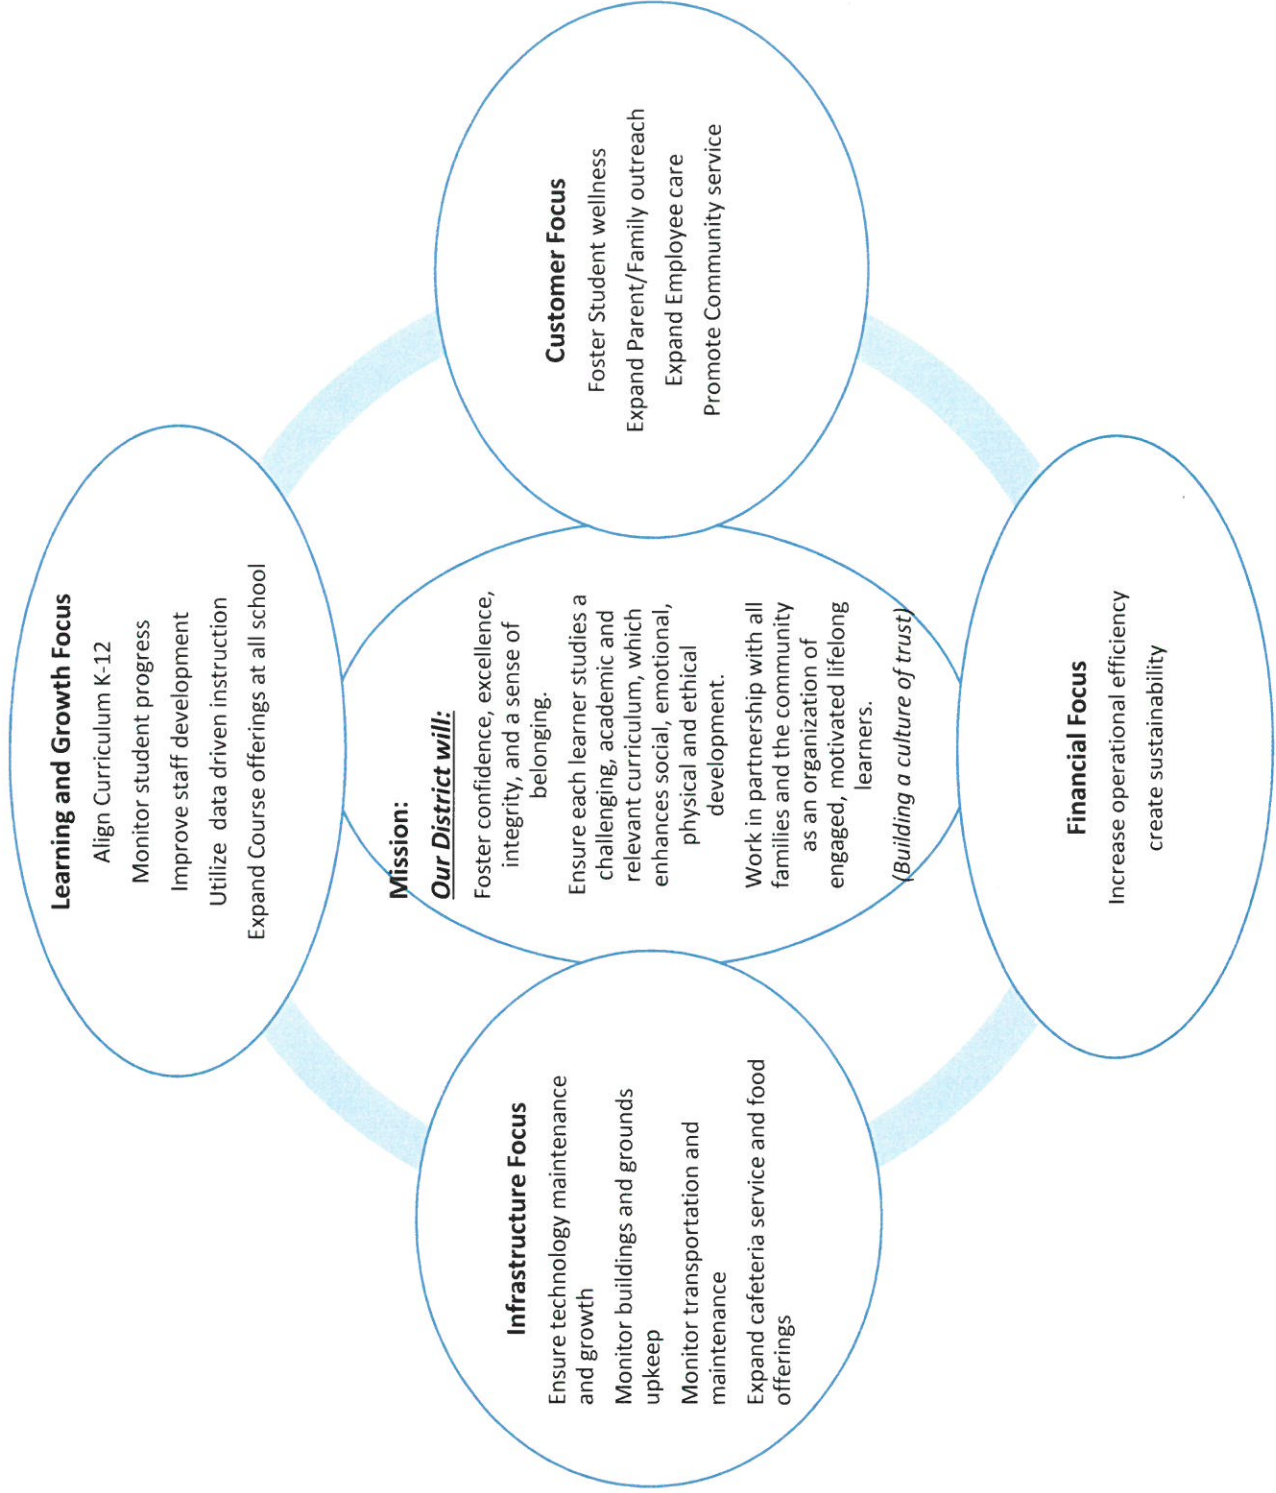 Learning and Growth Focus
Align Curriculum K-12
Monitor student progress
Improve staff development
Utilize data driven instruction
Expand Course offerings at all school
Infrastructure Focus
Ensure technology maintenance
and growth
Monitor buildings and grounds
upkeep
Monitor transportation and
maintenance
Expand cafeteria service and food
offerings
Mission:
Our District will:
Foster confidence, excellence,
integrity, and a sense of
belonging.
Ensure each learner studies a
challenging, academic and
relevant curriculum, which
enhances social, emotional,
physical and ethical
development.
Work in partnership with all
families and the community
as an organization of
engaged, motivated lifelong
learners.
(Building a culture of trust)
Customer Focus
Foster Student wellness
Expand Parent/Family outreach
Expand Employee care
Promote Community service
Financial Focus
Increase operational efficiency
create sustainability